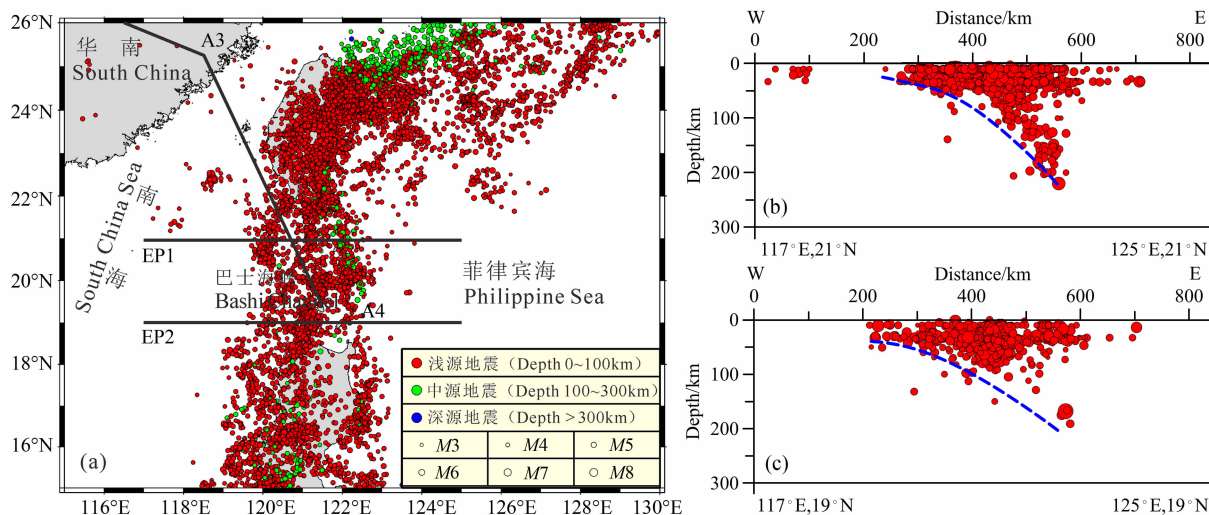 26°N
24°N
22°N
20°N
18°N
16°N
116°E
118°E
120°E
122°E
124°E
126°E
128°E
130°E
华 南
South China
A3
南
海
South China Sea
EP1
巴士海
Bashi Cha
A4
EP2
菲律宾海
Philippine Sea
浅源地震（Depth 0~100km）
中源地震（Depth 100~300km）
深源地震（Depth >300km）
M3 M4 M5
M6 M7 M8
(a)
W Distance/km E
0 200 400 600 800
0
100
200
300
Depth/km
(b)
117°E,21°N 125°E,21°N
W Distance/km E
0 200 400 600 800
0
100
200
300
Depth/km
(c)
117°E,19°N 125°E,19°N